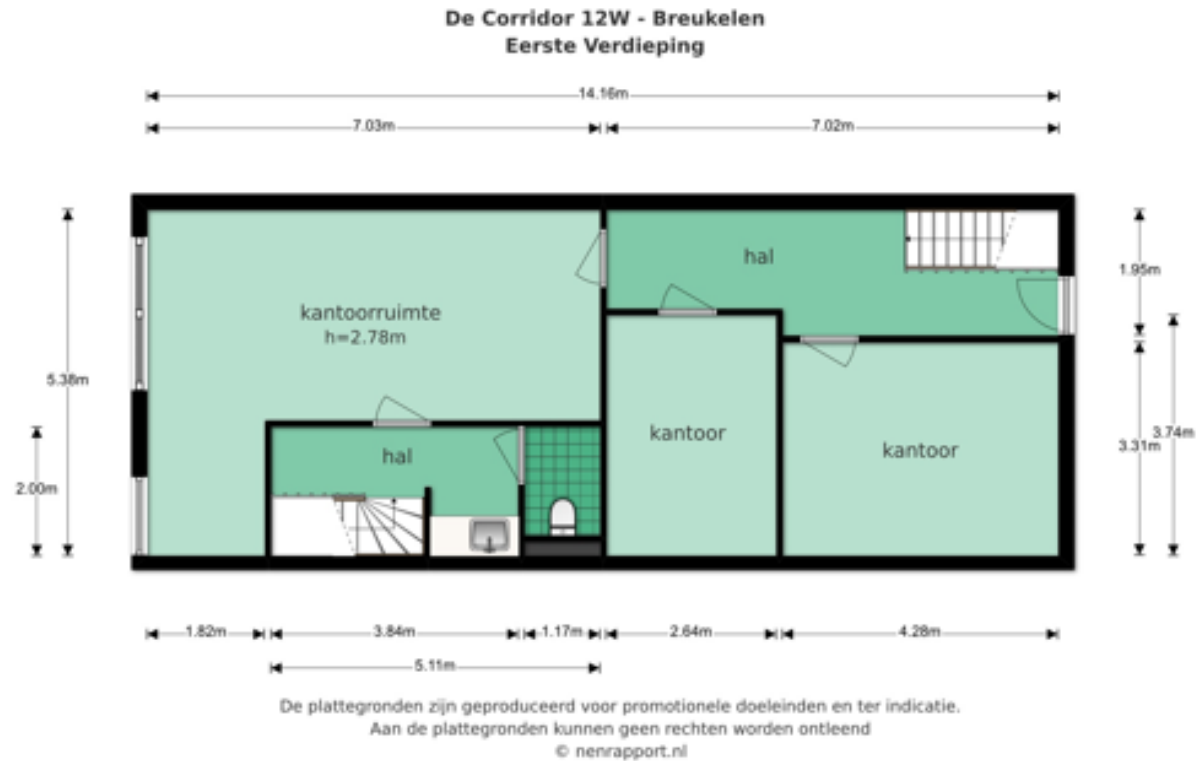 De Corridor 12W - Breukelen
Eerste Verdieping
14.16m
7.03m
7.02m
hal
1.95m
kantoorruimte
h=2.78m
5.38m
kantoor
3.74m
3.31m
kantoor
hal
2.00m
1.82m
3.84m
1.17m
2.64m
4.28m
5.11m
De plattegronden zijn geproduceerd voor promotionele doeleinden en ter indicatie.
Aan de plattegronden kunnen geen rechten worden ontleend
© nenrapport.nl